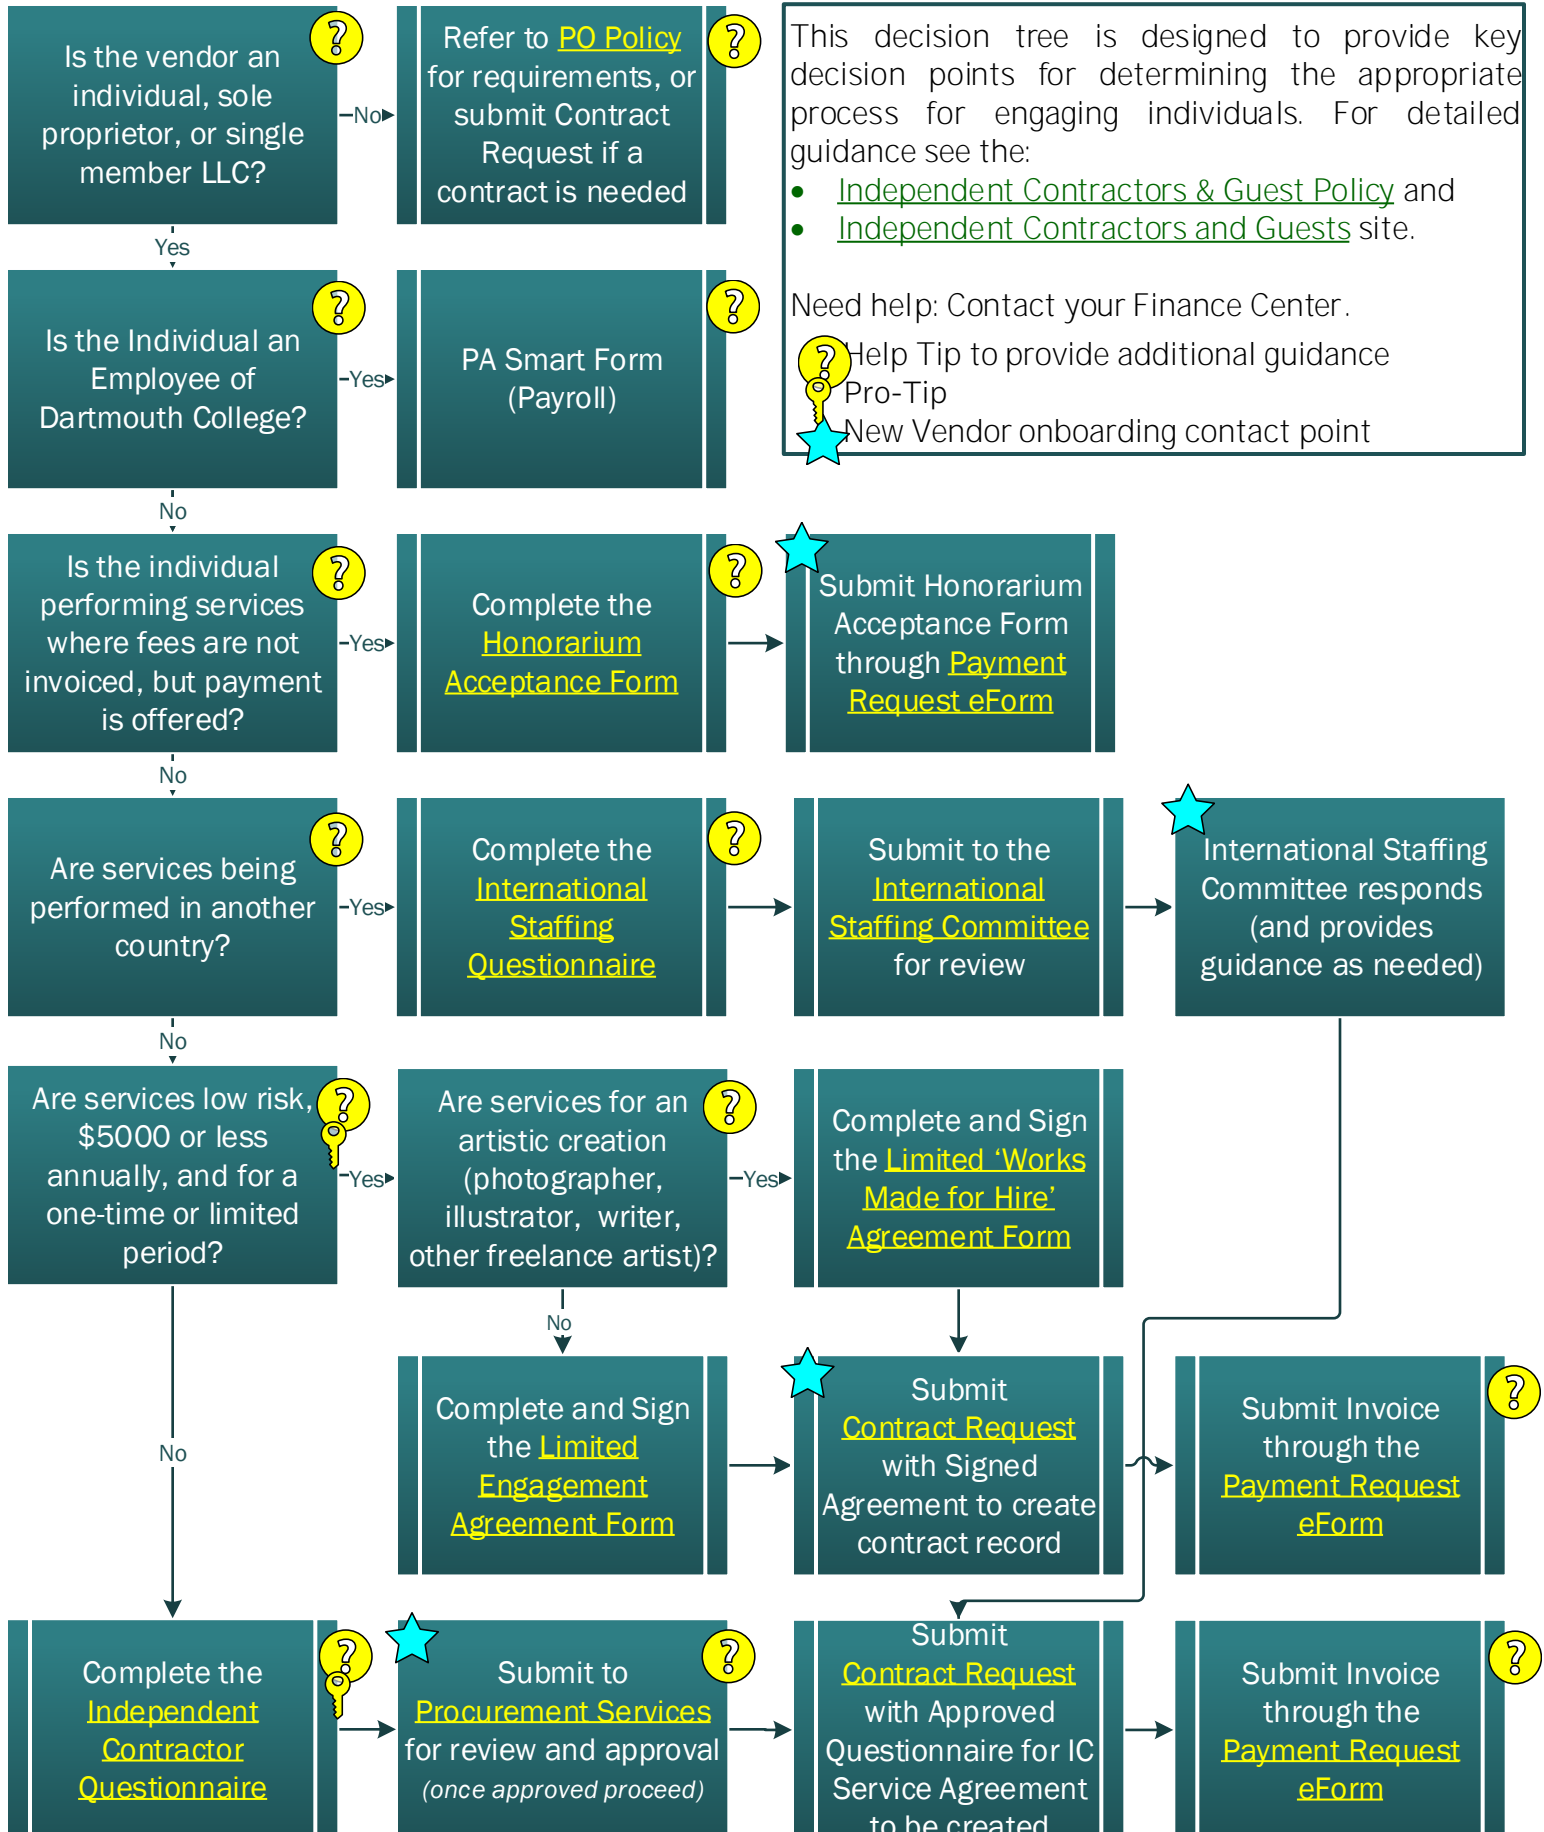 Is the vendor an
individual, sole
proprietor, or single
member LLC?
?
No
Refer to PO Policy
for requirements, or
submit Contract
Request if a
contract is needed
?
This decision tree is designed to provide key
decision points for determining the appropriate
process for engaging individuals. For detailed
guidance see the:
• Independent Contractors & Guest Policy and
• Independent Contractors and Guests site.
Need help: Contact your Finance Center.
? Help Tip to provide additional guidance
Pro-Tip
New Vendor onboarding contact point
Yes
Is the Individual an
Employee of
Dartmouth College?
?
Yes
PA Smart Form
(Payroll)
?
No
Is the individual
performing services
where fees are not
invoiced, but payment
is offered?
?
Yes
Complete the
Honorarium
Acceptance Form
?
Submit Honorarium
Acceptance Form
through Payment
Request eForm
No
Are services being
performed in another
country?
?
Yes
Complete the
International
Staffing
Questionnaire
?
Submit to the
International
Staffing Committee
for review
International Staffing
Committee responds
(and provides
guidance as needed)
No
Are services low risk,
$5000 or less
annually, and for a
one-time or limited
period?
?
Yes
Are services for an
artistic creation
(photographer,
illustrator, writer,
other freelance artist)?
?
Yes
Complete and Sign
the Limited ‘Works
Made for Hire’
Agreement Form
No
No
Complete and Sign
the Limited
Engagement
Agreement Form
Submit
Contract Request
with Signed
Agreement to create
contract record
Submit Invoice
through the
Payment Request
eForm
?
Complete the
Independent
Contractor
Questionnaire
?
Submit to
Procurement Services
for review and approval
(once approved proceed)
?
Submit
Contract Request
with Approved
Questionnaire for IC
Service Agreement
to be created
Submit Invoice
through the
Payment Request
eForm
?